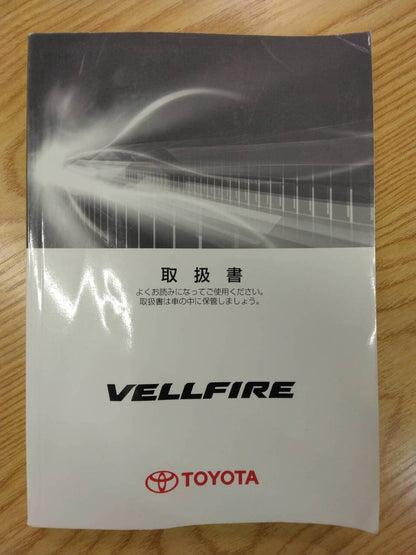 取扱書
よくお読みになってご使用ください。
取扱書は車の中に保管しましょう。
VELLFIRE
TOYOTA